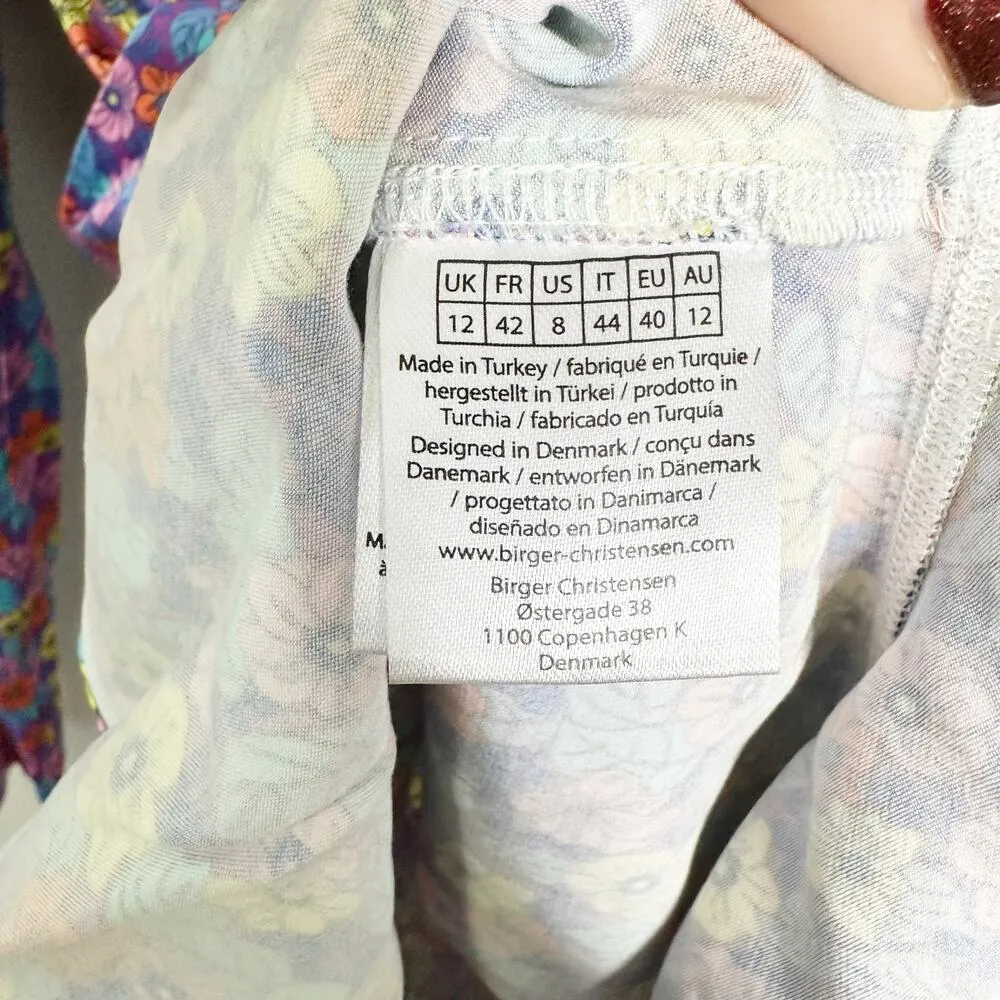 UK FR US IT EU AU
12 42 8 44 40 12
Made in Turkey / fabriqué en Turquie /
hergestellt in Türkei / prodotto in
Turchia / fabricado en Turquía
Designed in Denmark / conçu dans
Danemark / entworfen in Dänemark
/ progettato in Danimarca /
diseñado en Dinamarca
www.birger-christensen.com
Birger Christensen
Østergade 38
1100 Copenhagen K
Denmark